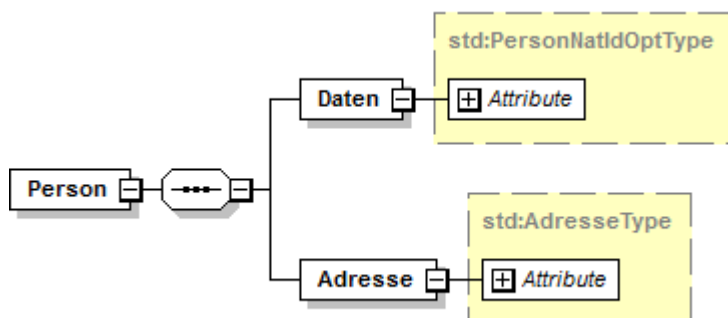 std:PersonNatIdOptType
Daten
Attribute
Person
std:AdresseType
Adresse
Attribute